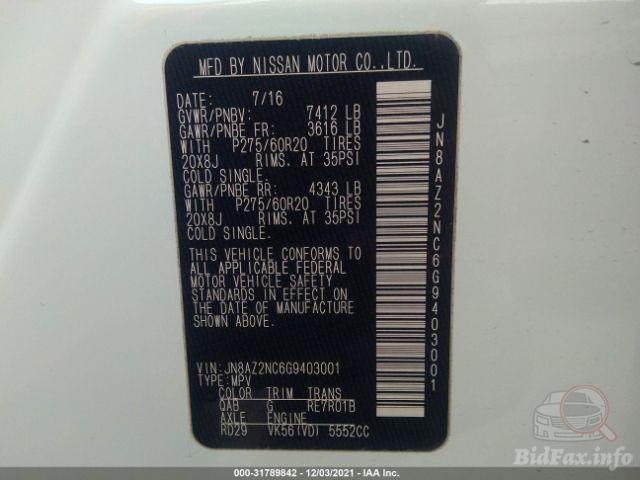 MFD BY NISSAN MOTOR CO.,LTD.
DATE: 7/16
GVWR/PNBV: 7412 LB
GAWR/PNBE FR: 3616 LB
WITH P275/60R20 TIRES
20X8J RIMS. AT 35PSI
COLD SINGLE.
GAWR/PNBE RR: 4343 LB
WITH P275/60R20 TIRES
20X8J RIMS. AT 35PSI
COLD SINGLE.
THIS VEHICLE CONFORMS TO
ALL APPLICABLE FEDERAL
MOTOR VEHICLE SAFETY
STANDARDS IN EFFECT ON
THE DATE OF MANUFACTURE
SHOWN ABOVE.
VIN: JN8AZ2NC6G9403001
TYPE: MPV
COLOR TRIM TRANS
QAB G RE7R01B
AXLE ENGINE
RD29 VK56(VD) 5552CC
JN8AZ2NC6G9403001
000-31789842 - 12/03/2021 - IAA Inc.
BidFax.info